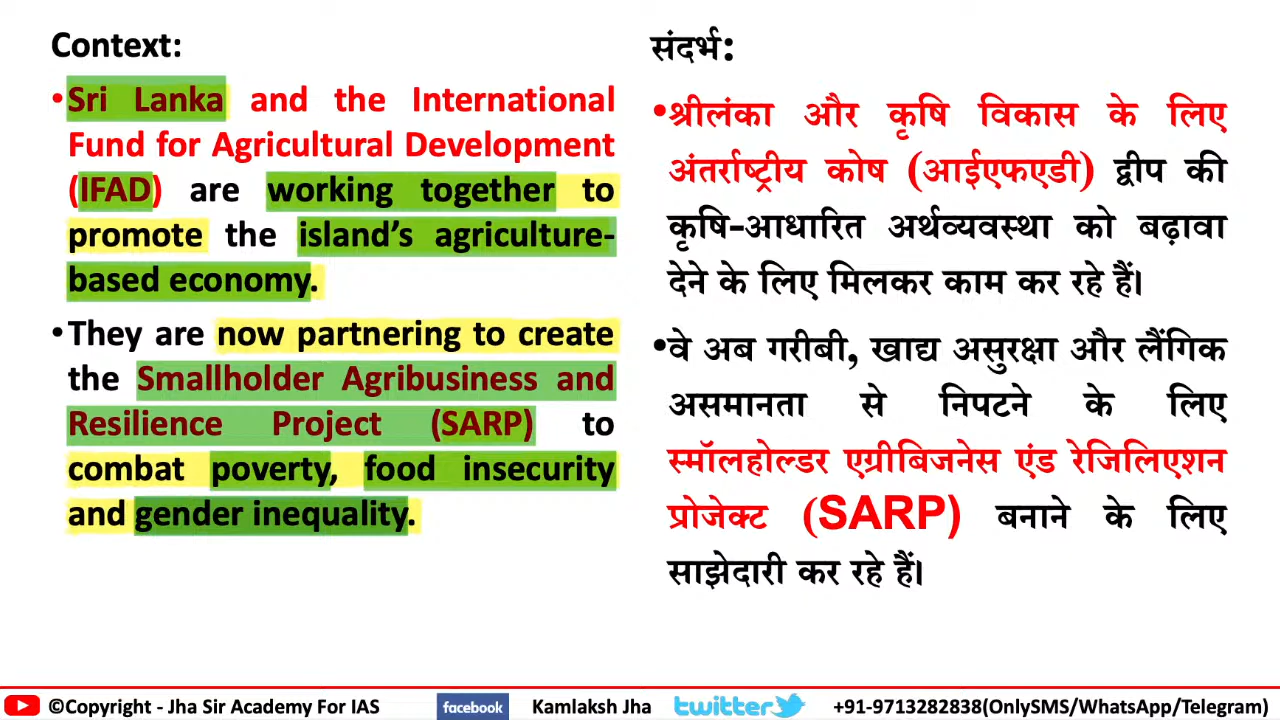 Context:
•Sri Lanka and the International
Fund for Agricultural Development
(IFAD) are working together to
promote the island’s agriculture-
based economy.
•They are now partnering to create
the Smallholder Agribusiness and
Resilience Project (SARP) to
combat poverty, food insecurity
and gender inequality.
संदर्भ:
•श्रीलंका और कृषि विकास के लिए
अंतर्राष्ट्रीय कोष (आईएफएडी) द्वीप की
कृषि-आधारित अर्थव्यवस्था को बढ़ावा
देने के लिए मिलकर काम कर रहे हैं।
•वे अब गरीबी, खाद्य असुरक्षा और लैंगिक
असमानता से निपटने के लिए
स्मॉलहोल्डर एग्रीबिजनेस एंड रेजिलिएशन
प्रोजेक्ट (SARP) बनाने के लिए
साझेदारी कर रहे हैं।
©Copyright - Jha Sir Academy For IAS facebook Kamlaksh Jha twitter +91-9713282838(OnlySMS/WhatsApp/Telegram)